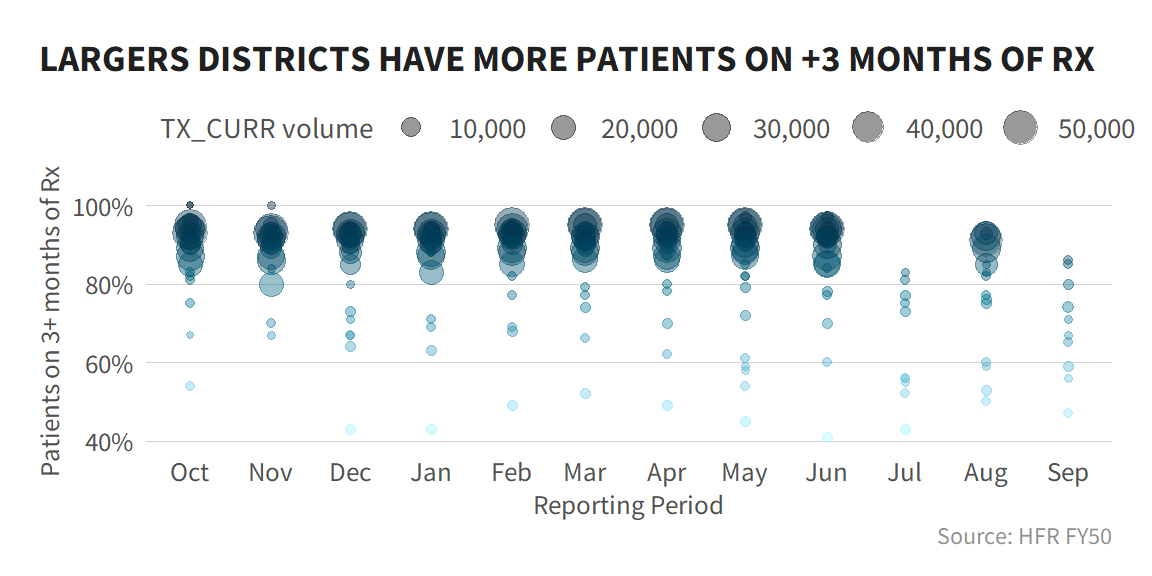 LARGERS DISTRICTS HAVE MORE PATIENTS ON +3 MONTHS OF RX
TX_CURR volume 10,000 20,000 30,000 40,000 50,000
Patients on 3+ months of Rx
100%
80%
60%
40%
Oct Nov Dec Jan Feb Mar Apr May Jun Jul Aug Sep
Reporting Period
Source: HFR FY50